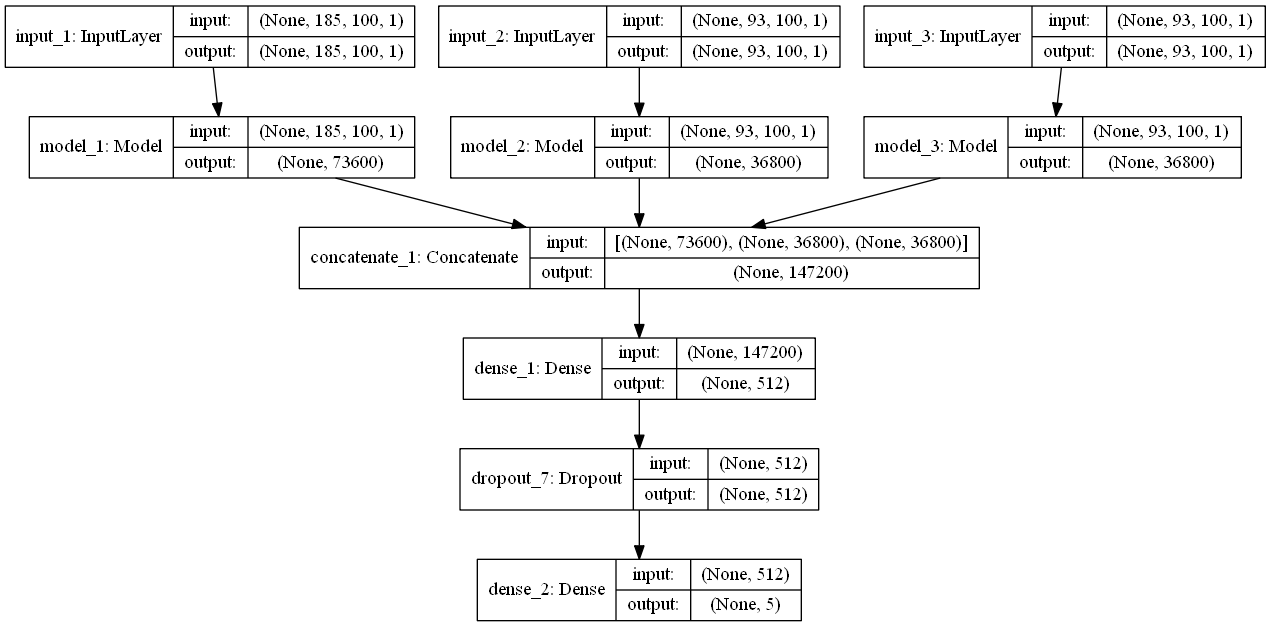 input_1: InputLayer
input: (None, 185, 100, 1)
output: (None, 185, 100, 1)
input_2: InputLayer
input: (None, 93, 100, 1)
output: (None, 93, 100, 1)
input_3: InputLayer
input: (None, 93, 100, 1)
output: (None, 93, 100, 1)
model_1: Model
input: (None, 185, 100, 1)
output: (None, 73600)
model_2: Model
input: (None, 93, 100, 1)
output: (None, 36800)
model_3: Model
input: (None, 93, 100, 1)
output: (None, 36800)
concatenate_1: Concatenate
input: [(None, 73600), (None, 36800), (None, 36800)]
output: (None, 147200)
dense_1: Dense
input: (None, 147200)
output: (None, 512)
dropout_7: Dropout
input: (None, 512)
output: (None, 512)
dense_2: Dense
input: (None, 512)
output: (None, 5)